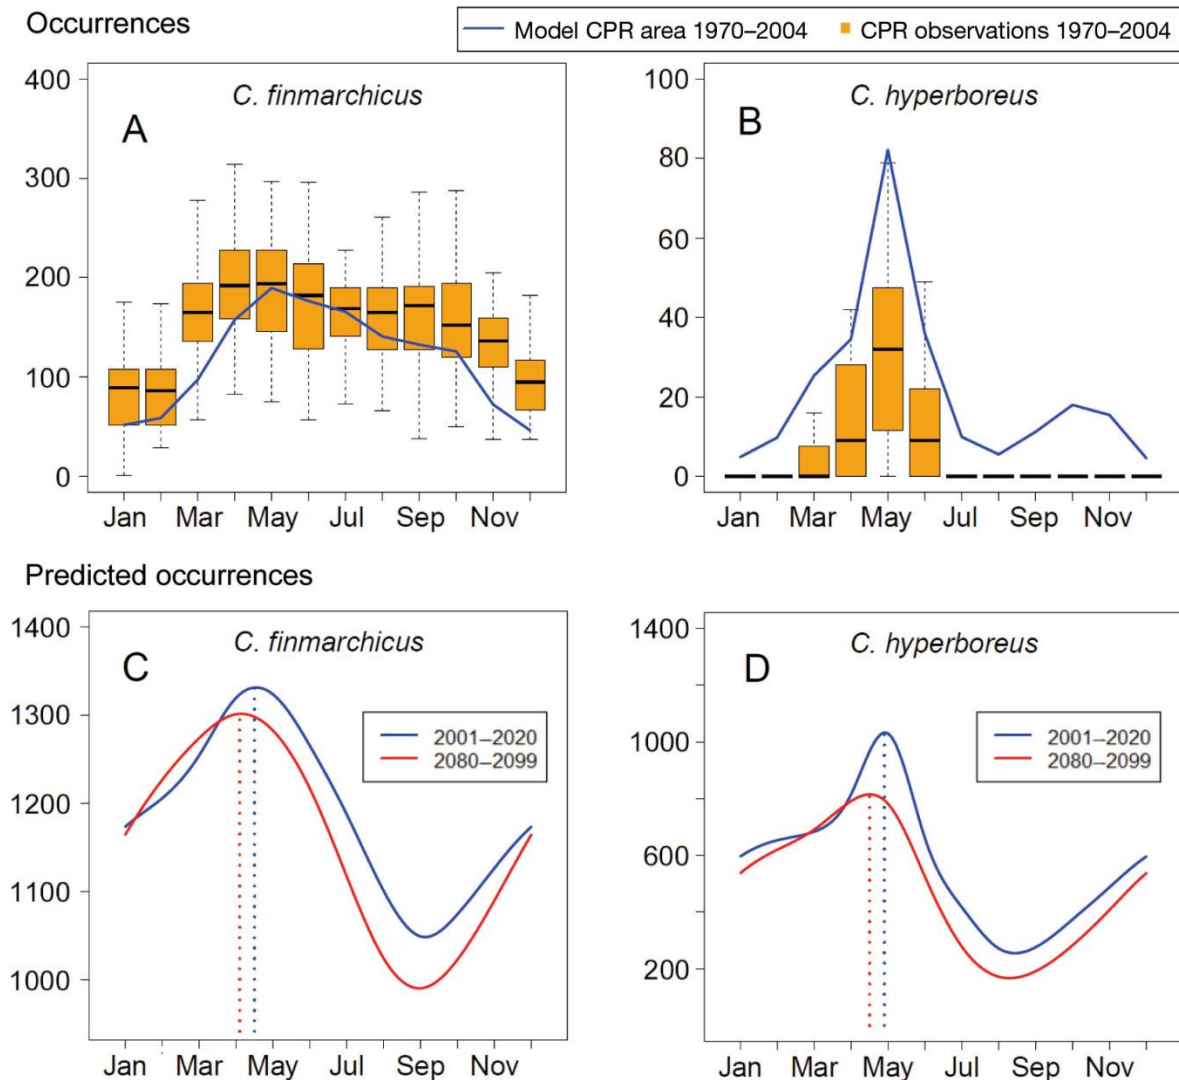 Occurrences
Model CPR area 1970–2004 CPR observations 1970–2004
C. finmarchicus
A
400
300
200
100
0
Jan Mar May Jul Sep Nov
C. hyperboreus
B
100
80
60
40
20
0
Jan Mar May Jul Sep Nov
Predicted occurrences
C. finmarchicus
C
1400
1300
1200
1100
1000
2001–2020
2080–2099
Jan Mar May Jul Sep Nov
C. hyperboreus
D
1400
1000
600
200
2001–2020
2080–2099
Jan Mar May Jul Sep Nov